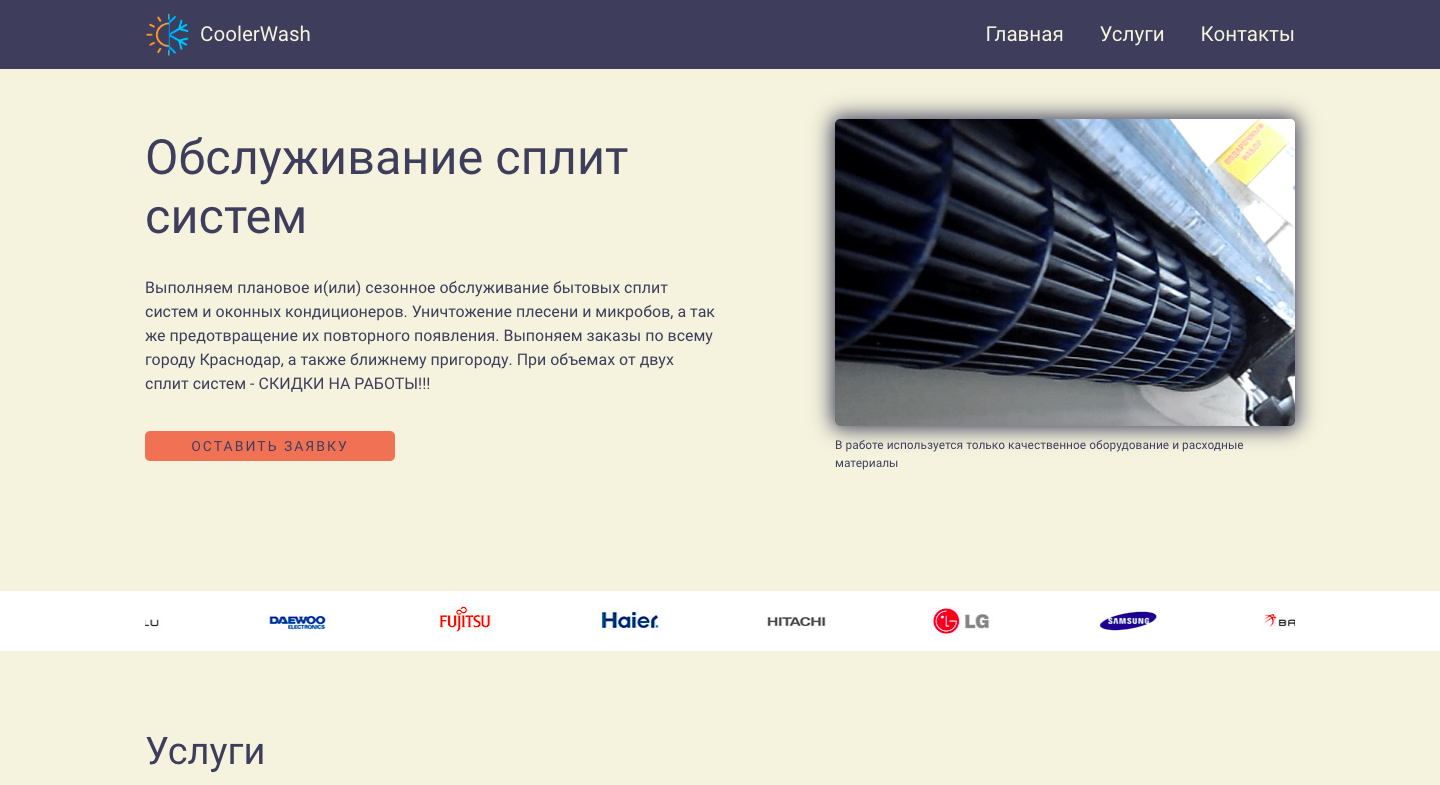 CoolerWash
Главная Услуги Контакты
Обслуживание сплит
систем
Выполняем плановое и(или) сезонное обслуживание бытовых сплит
систем и оконных кондиционеров. Уничтожение плесени и микробов, а так
же предотвращение их повторного появления. Выпоняем заказы по всему
городу Краснодар, а также ближнему пригороду. При объемах от двух
сплит систем - СКИДКИ НА РАБОТЫ!!!
ОСТАВИТЬ ЗАЯВКУ
В работе используется только качественное оборудование и расходные
материалы
LU DAEWOO ELECTRONICS FUJITSU Haier HITACHI LG SAMSUNG BA
Услуги